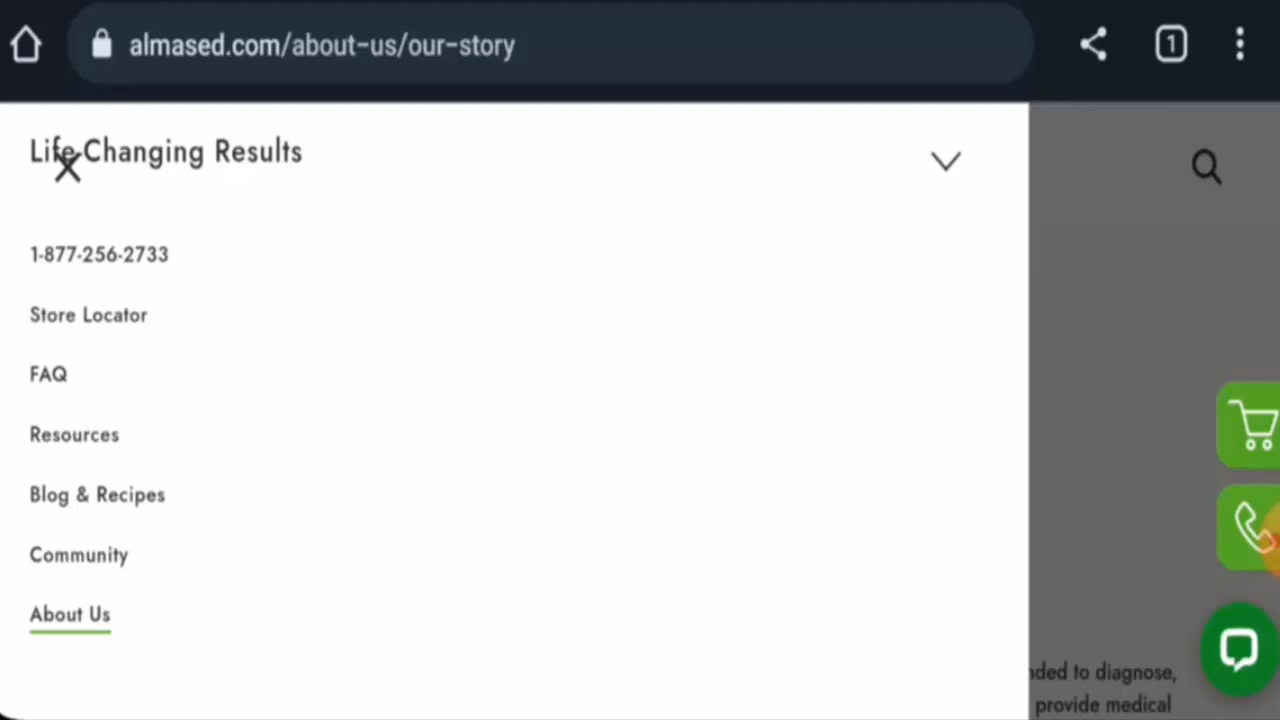 almased.com/about-us/our-story
1
Life Changing Results
1-877-256-2733
Store Locator
FAQ
Resources
Blog & Recipes
Community
About Us
to diagnose,
provide medical